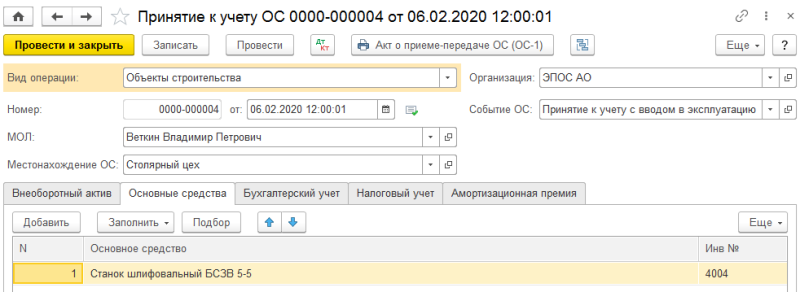 Принятие к учету ОС 0000-000004 от 06.02.2020 12:00:01
Провести и закрыть Записать Провести Дт Кт Акт о приеме-передаче ОС (ОС-1) Еще ?
Вид операции: Объекты строительства Организация: ЭПОС АО
Номер: 0000-000004 от: 06.02.2020 12:00:01 Событие ОС: Принятие к учету с вводом в эксплуатацию
МОЛ: Веткин Владимир Петрович
Местонахождение ОС: Столярный цех
Внеоборотный актив Основные средства Бухгалтерский учет Налоговый учет Амортизационная премия
Добавить Заполнить Подбор Еще
N Основное средство Инв №
1 Станок шлифовальный БСЗВ 5-5 4004